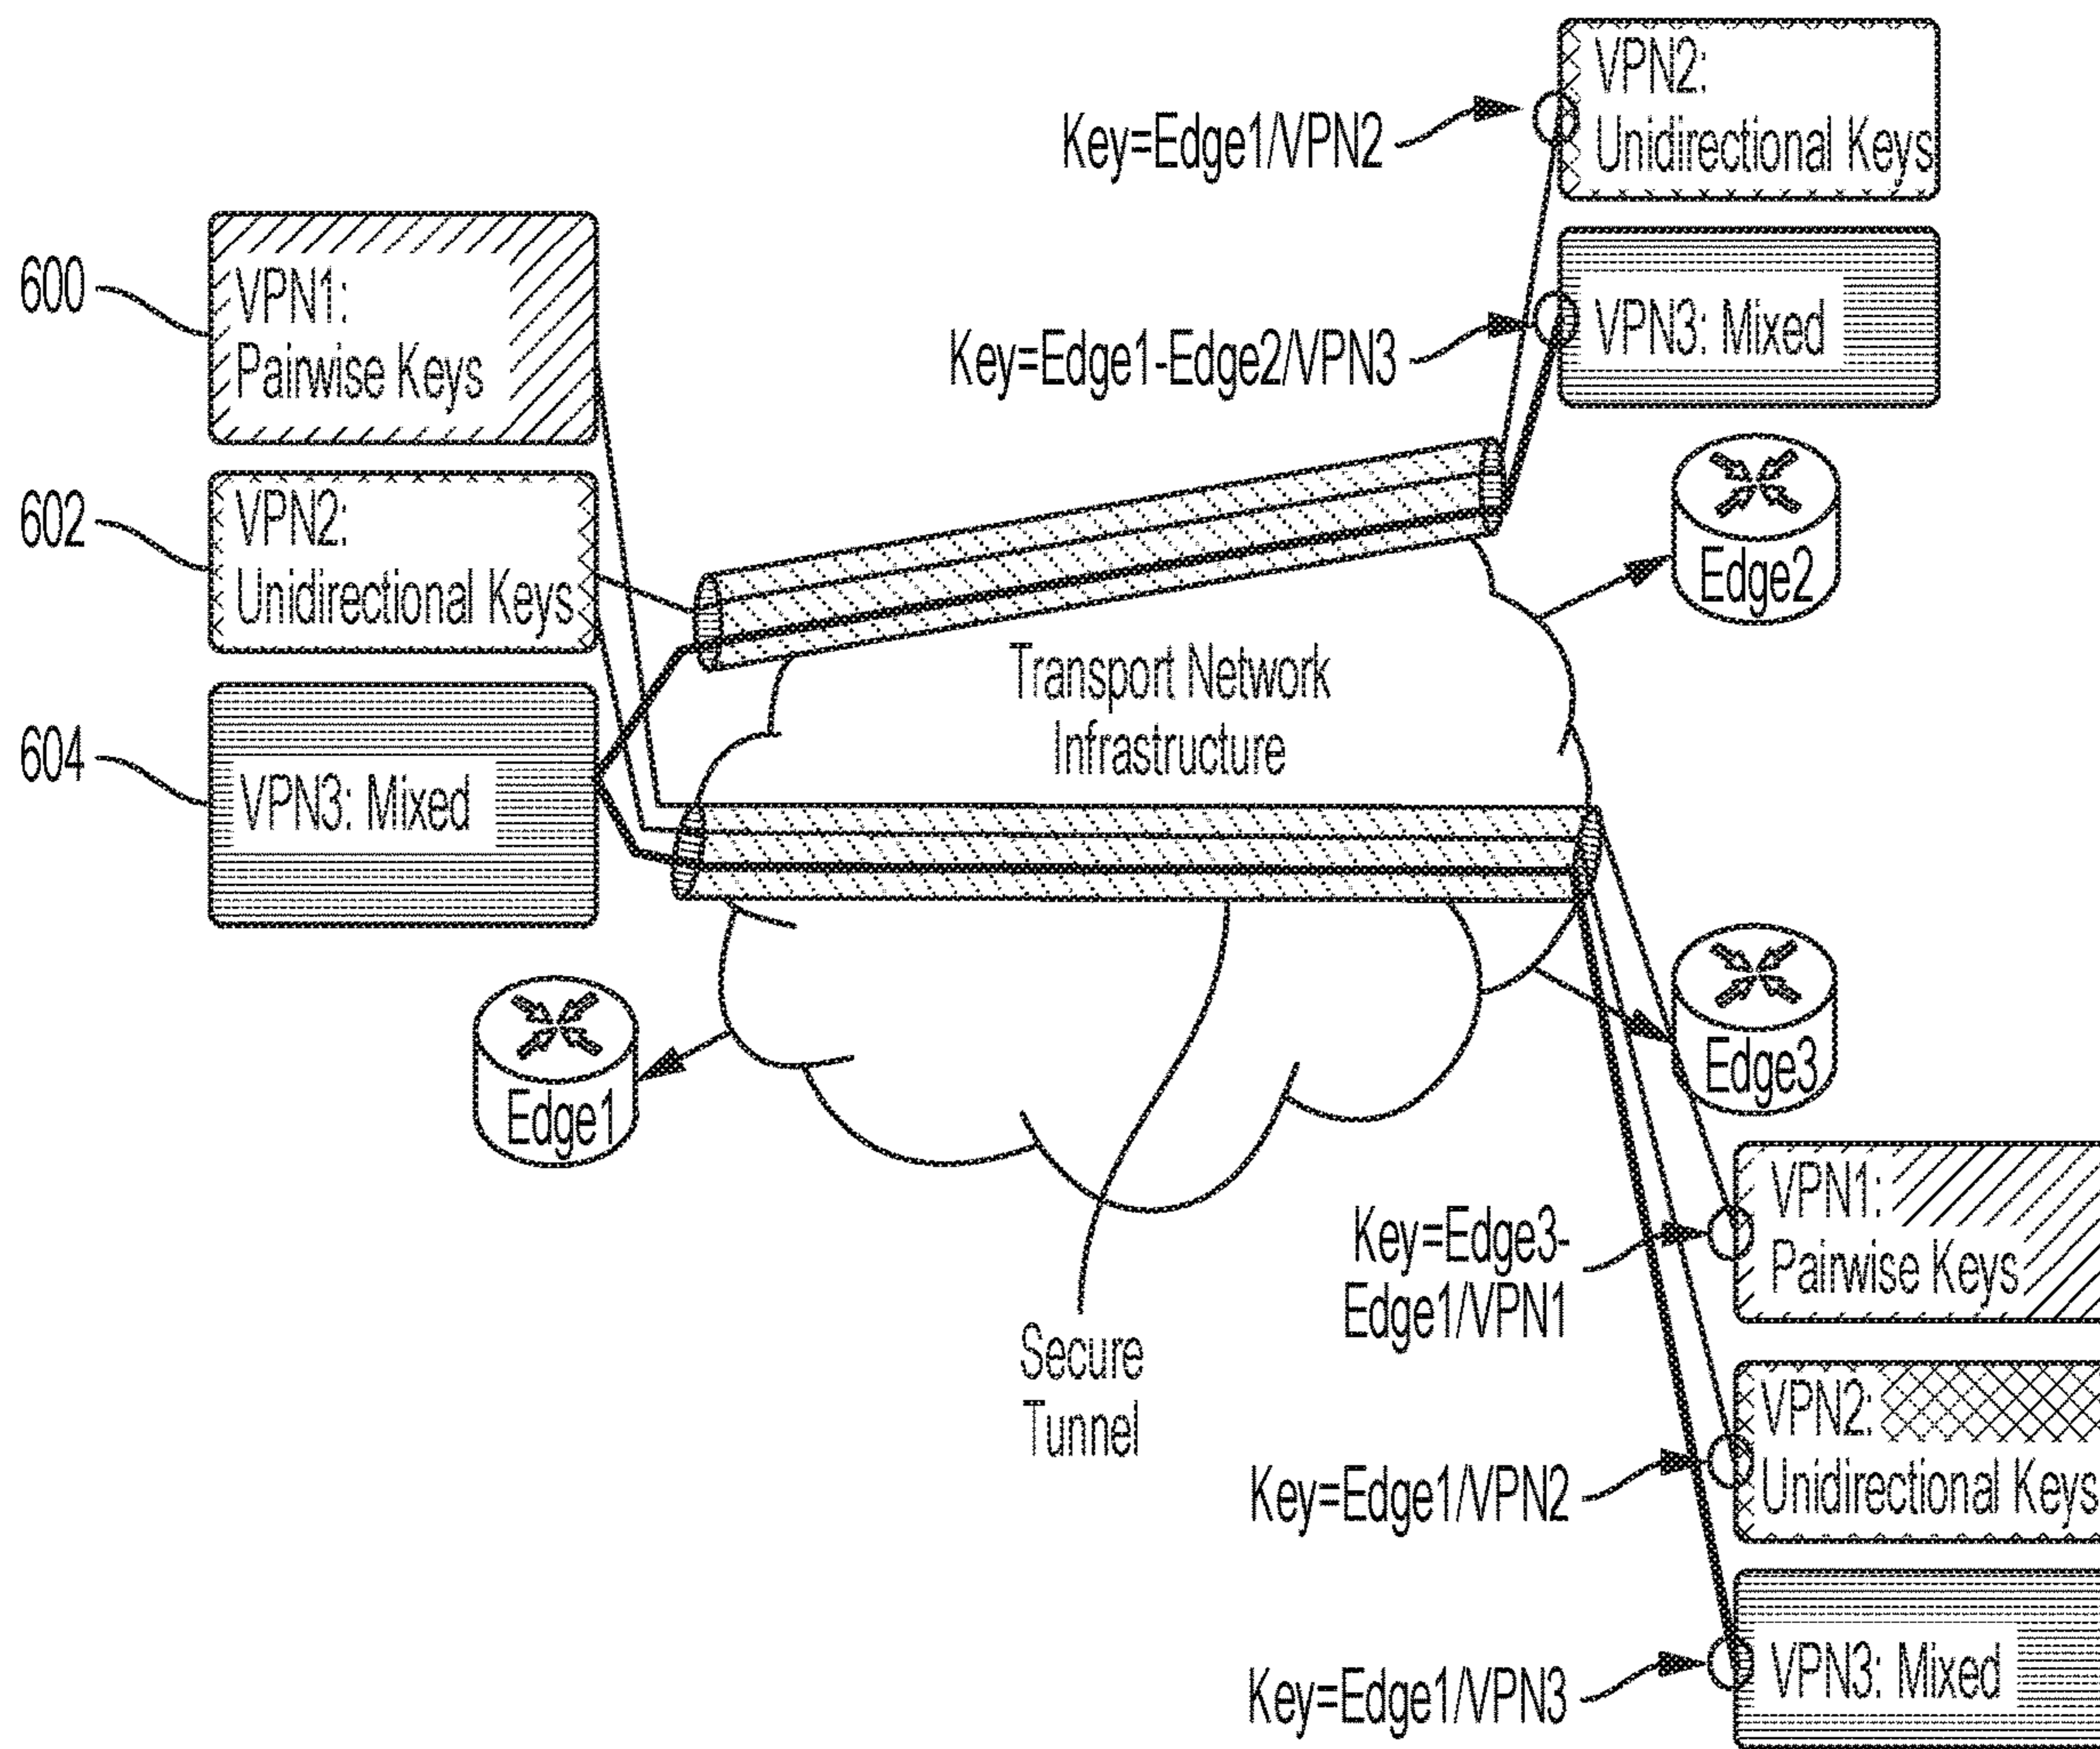 VPN2:
Unidirectional Keys
Key=Edge1/VPN2
VPN3: Mixed
Key=Edge1-Edge2/VPN3
600
VPN1:
Pairwise Keys
602
VPN2:
Unidirectional Keys
604
VPN3: Mixed
Edge2
Transport Network
Infrastructure
Edge1
Edge3
Secure
Tunnel
Key=Edge3-
Edge1/VPN1
VPN1:
Pairwise Keys
Key=Edge1/VPN2
VPN2:
Unidirectional Keys
Key=Edge1/VPN3
VPN3: Mixed